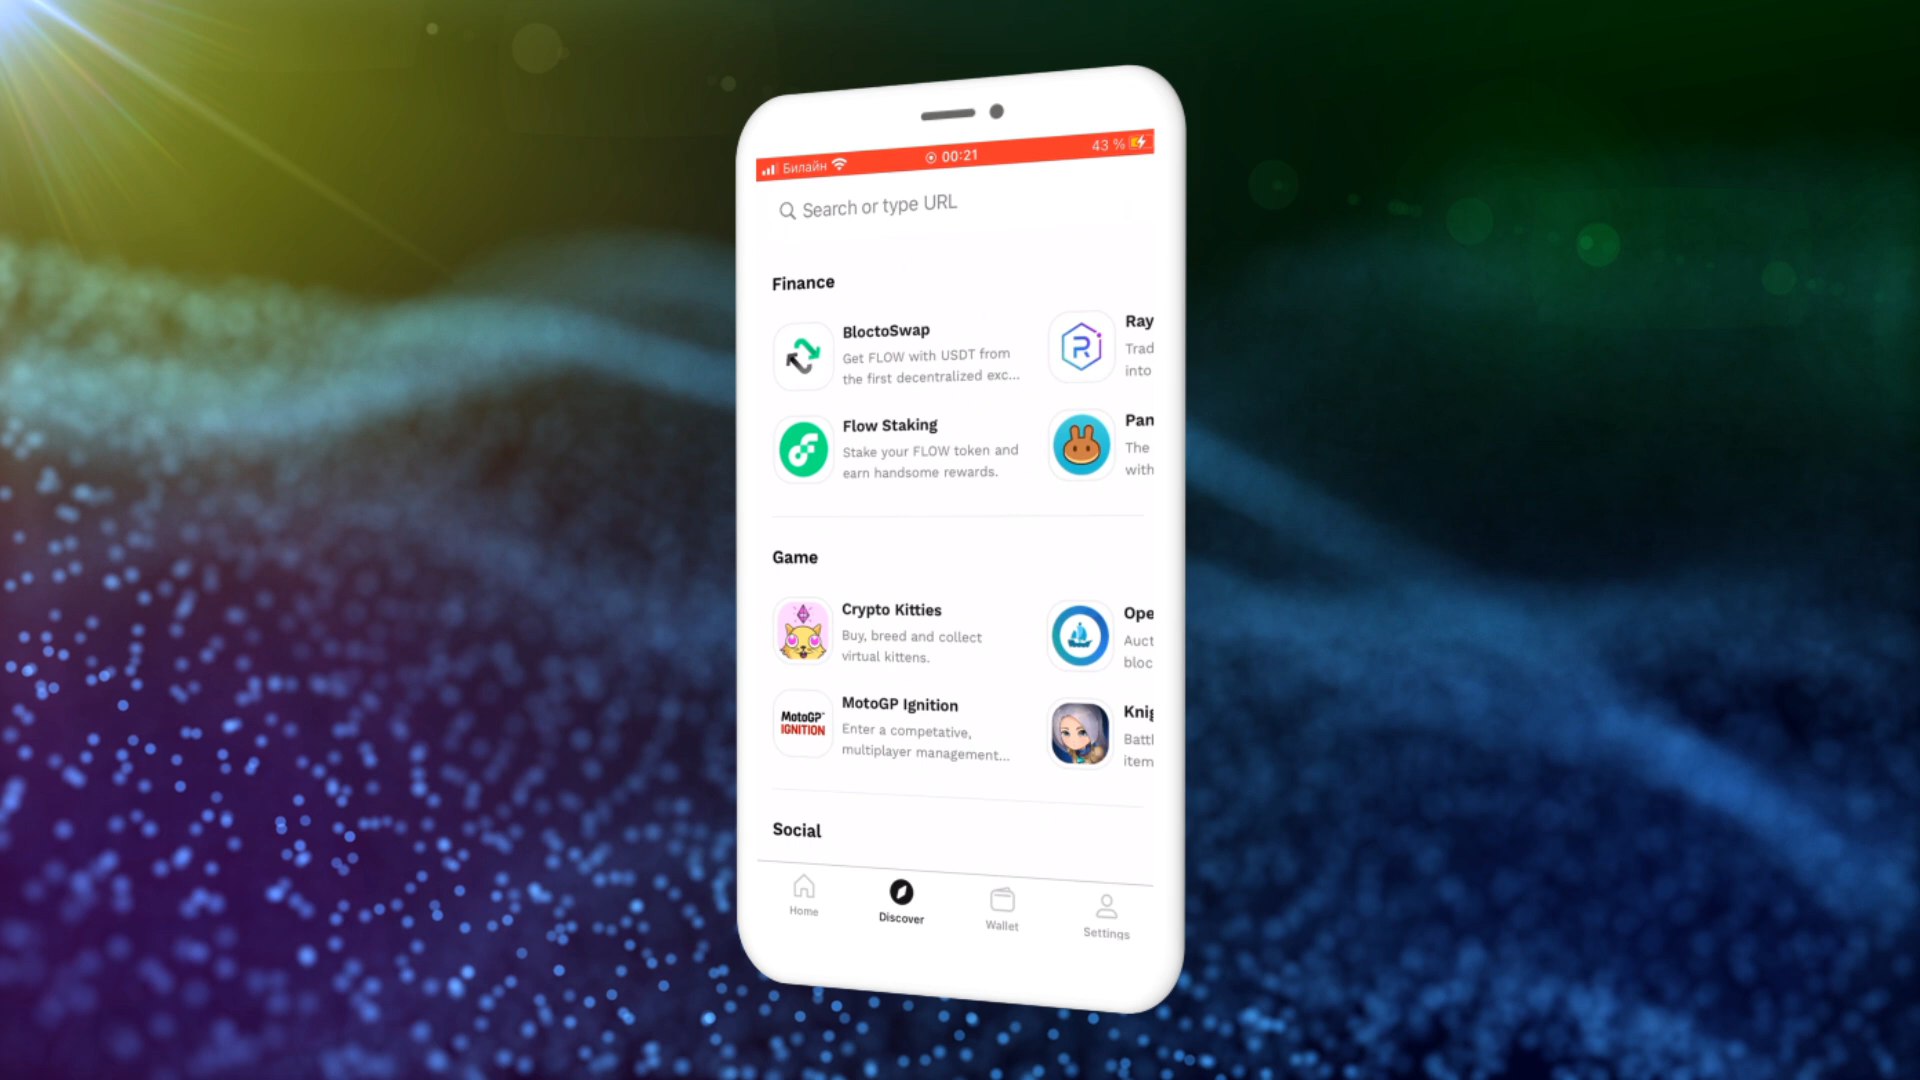 Билайн 00:21 43 %
Search or type URL
Finance
BloctoSwap
Get FLOW with USDT from
the first decentralized exc...
Ray
Trad
into
Flow Staking
Stake your FLOW token and
earn handsome rewards.
Pan
The
with
Game
Crypto Kitties
Buy, breed and collect
virtual kittens.
Ope
Auct
bloc
MotoGP™
IGNITION
MotoGP Ignition
Enter a competative,
multiplayer management...
Knig
Battl
item
Social
Home
Discover
Wallet
Settings